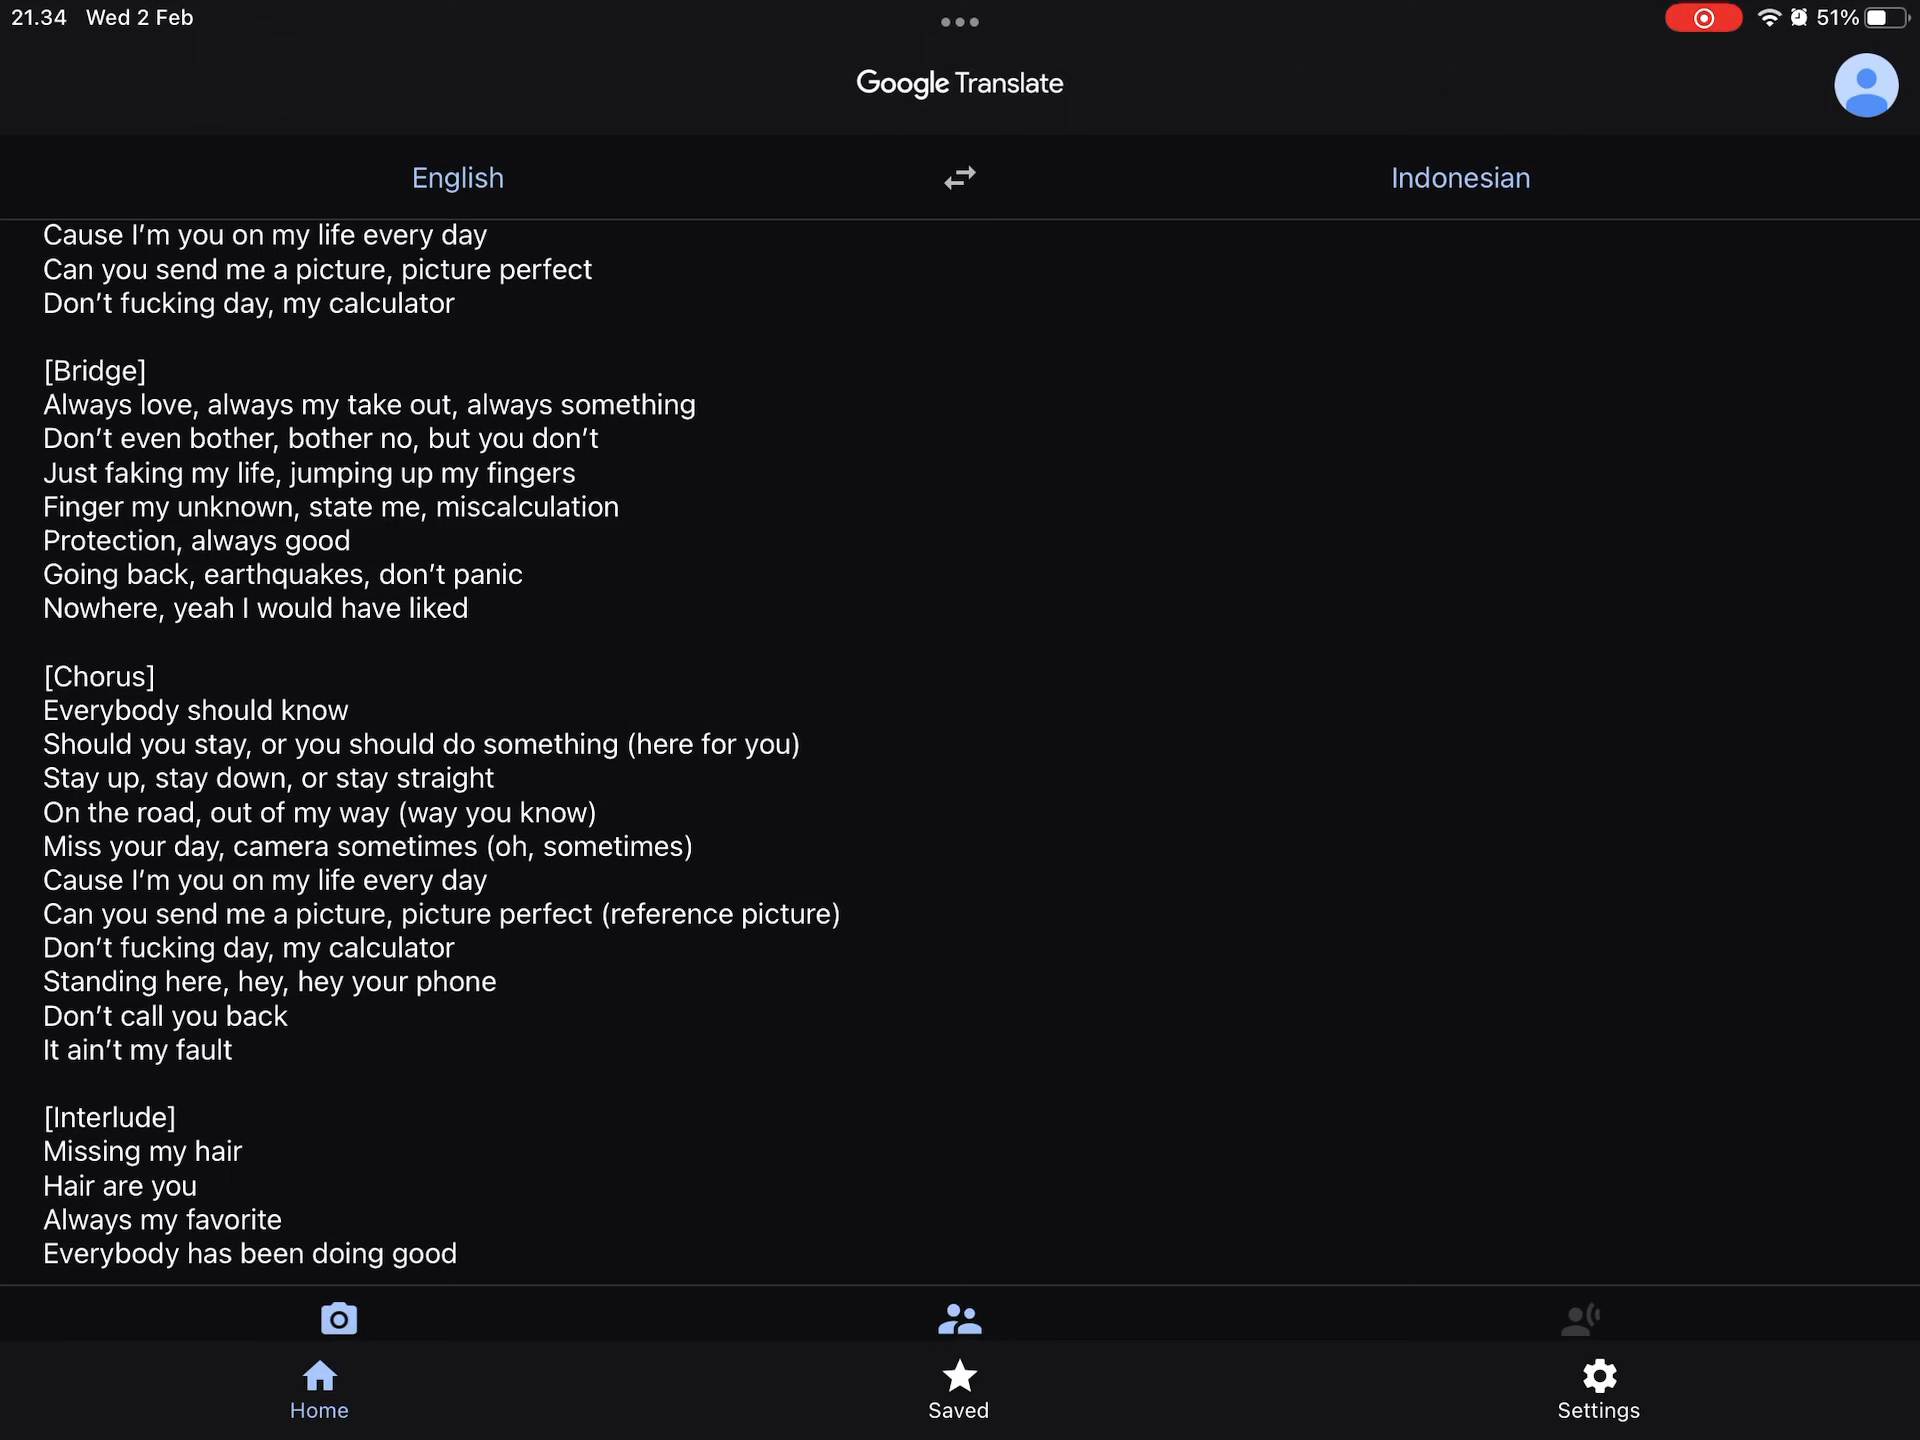 21.34 Wed 2 Feb
51%
Google Translate
English
Indonesian
Cause I’m you on my life every day
Can you send me a picture, picture perfect
Don’t fucking day, my calculator
[Bridge]
Always love, always my take out, always something
Don’t even bother, bother no, but you don’t
Just faking my life, jumping up my fingers
Finger my unknown, state me, miscalculation
Protection, always good
Going back, earthquakes, don’t panic
Nowhere, yeah I would have liked
[Chorus]
Everybody should know
Should you stay, or you should do something (here for you)
Stay up, stay down, or stay straight
On the road, out of my way (way you know)
Miss your day, camera sometimes (oh, sometimes)
Cause I’m you on my life every day
Can you send me a picture, picture perfect (reference picture)
Don’t fucking day, my calculator
Standing here, hey, hey your phone
Don’t call you back
It ain’t my fault
[Interlude]
Missing my hair
Hair are you
Always my favorite
Everybody has been doing good
Home
Saved
Settings